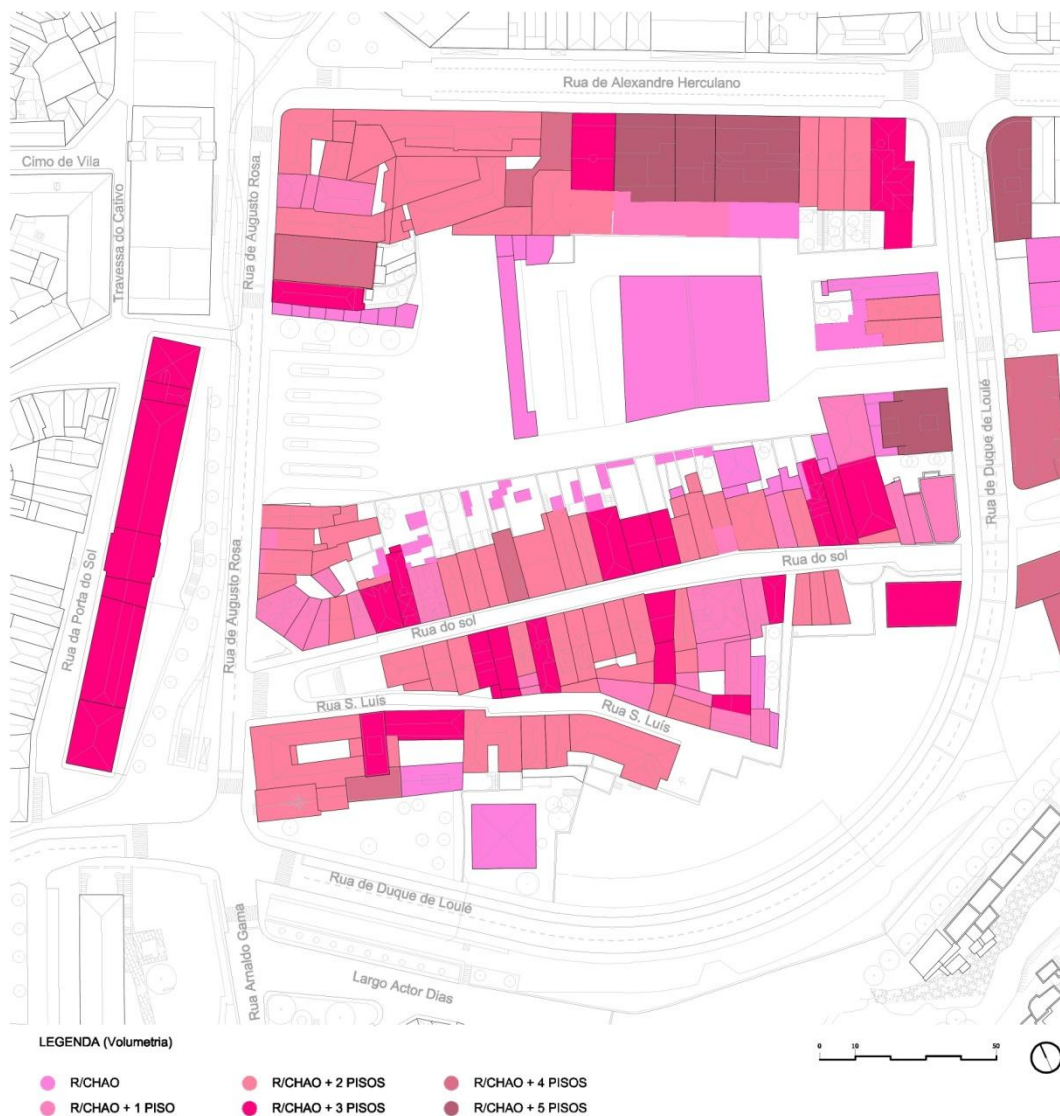 Rua de Alexandre Herculano
Cimo de Vila
Travessa do Cativo
Rua de Augusto Rosa
Rua de Duque de Loulé
Rua da Porta do Sol
Rua de Augusto Rosa
Rua do sol
Rua do sol
Rua S. Luís
Rua S. Luís
Rua de Duque de Loulé
Rua Arnaldo Gama
Largo Actor Dias
LEGENDA (Volumetria)
0 10 50
R/CHAO
R/CHAO + 2 PISOS
R/CHAO + 4 PISOS
R/CHAO + 1 PISO
R/CHAO + 3 PISOS
R/CHAO + 5 PISOS